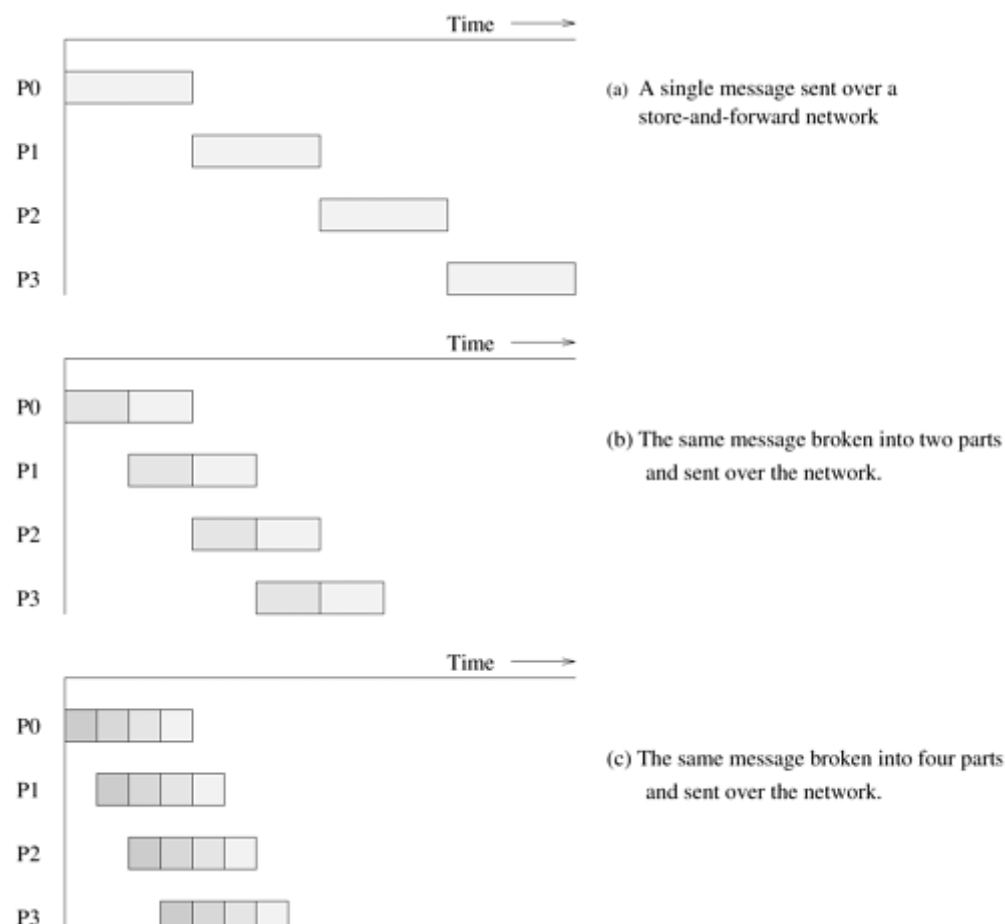 Time
P0
(a) A single message sent over a
store-and-forward network
P1
P2
P3
Time
P0
(b) The same message broken into two parts
and sent over the network.
P1
P2
P3
Time
P0
(c) The same message broken into four parts
and sent over the network.
P1
P2
P3